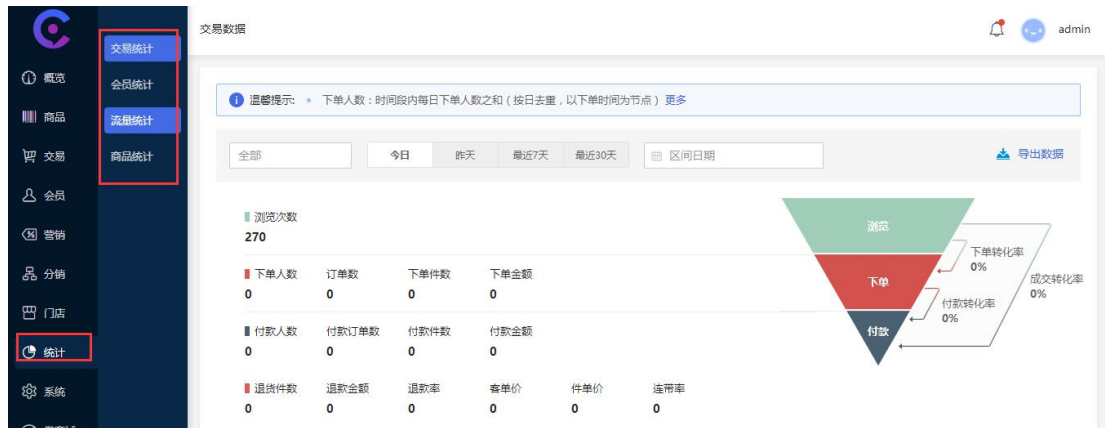 交易数据
admin
概览
商品
交易
会员
营销
分销
门店
统计
系统
交易统计
会员统计
流量统计
商品统计
温馨提示: 下单人数：时间段内每日下单人数之和（按日去重，以下单时间为节点） 更多
全部 今日 昨天 最近7天 最近30天 区间日期 导出数据
浏览次数
270
下单人数 订单数 下单件数 下单金额
0 0 0 0
付款人数 付款订单数 付款件数 付款金额
0 0 0 0
退货件数 退款金额 退款率 客单价 件单价 连带率
0 0 0 0 0 0
浏览
下单
付款
下单转化率
0%
付款转化率
0%
成交转化率
0%